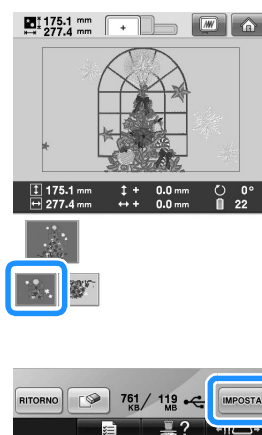 175.1 mm
277.4 mm
175.1 mm + 0.0 mm 0°
277.4 mm + 0.0 mm 22
RITORNO 761 KB / 119 MB IMPOSTA
?